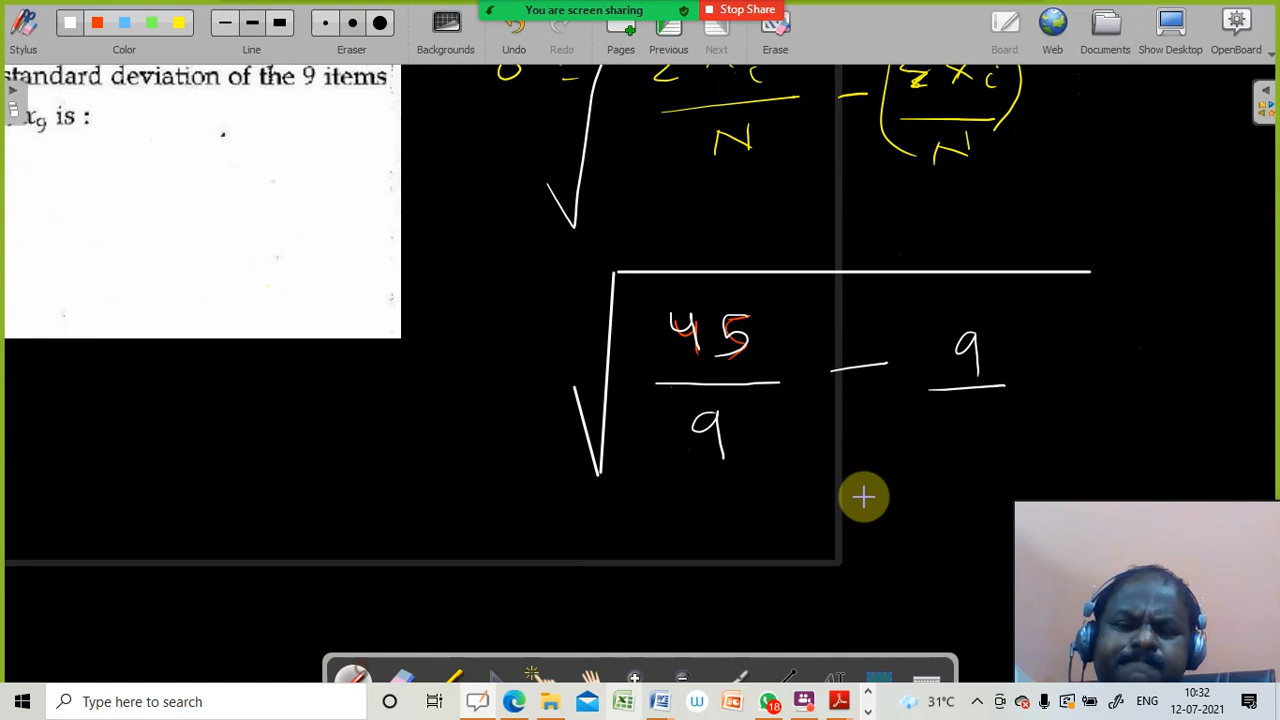 You are screen sharing Stop Share
Stylus Color Line Eraser Backgrounds Undo Redo Pages Previous Next Erase Board Web Documents Show Desktop OpenBoard
standard deviation of the 9 items
x₉ is :
N N
45 - 9
9
18
Type here to search 31°C ENG 10:32
12-07-2021